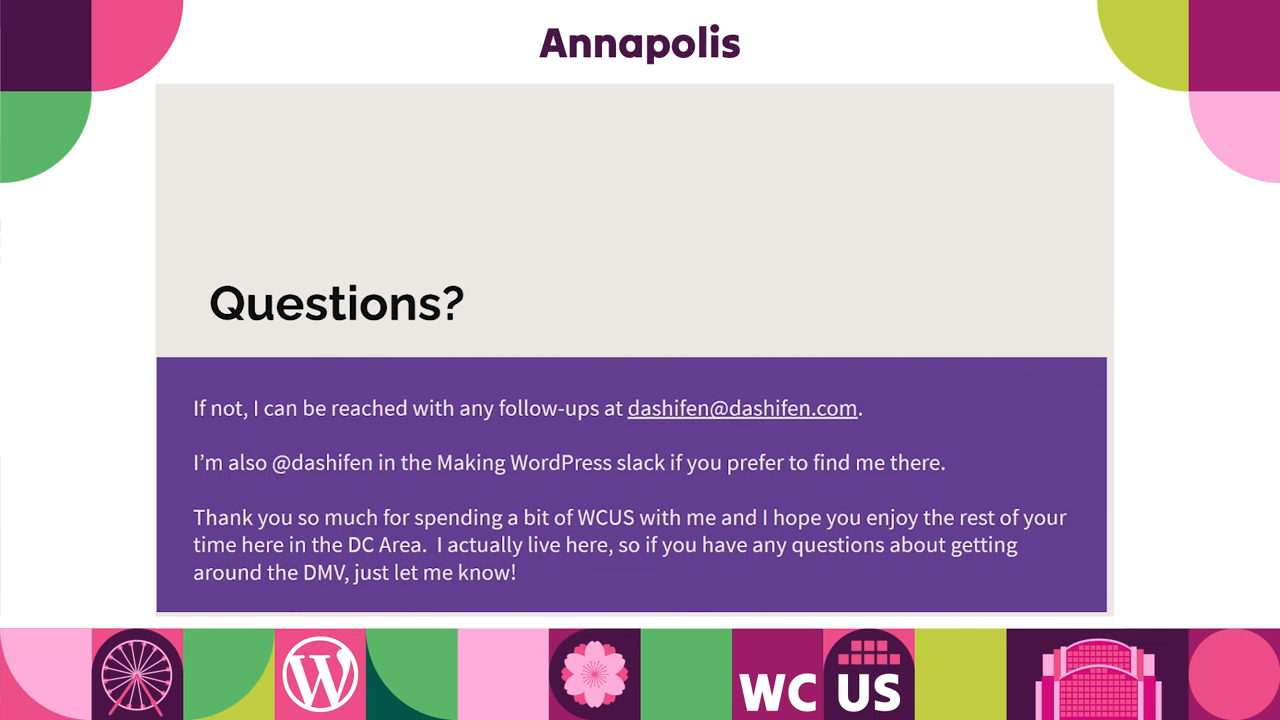 Annapolis
Questions?
If not, I can be reached with any follow-ups at dashifen@dashifen.com.
I’m also @dashifen in the Making WordPress slack if you prefer to find me there.
Thank you so much for spending a bit of WCUS with me and I hope you enjoy the rest of your
time here in the DC Area.  I actually live here, so if you have any questions about getting
around the DMV, just let me know!
W
WC US